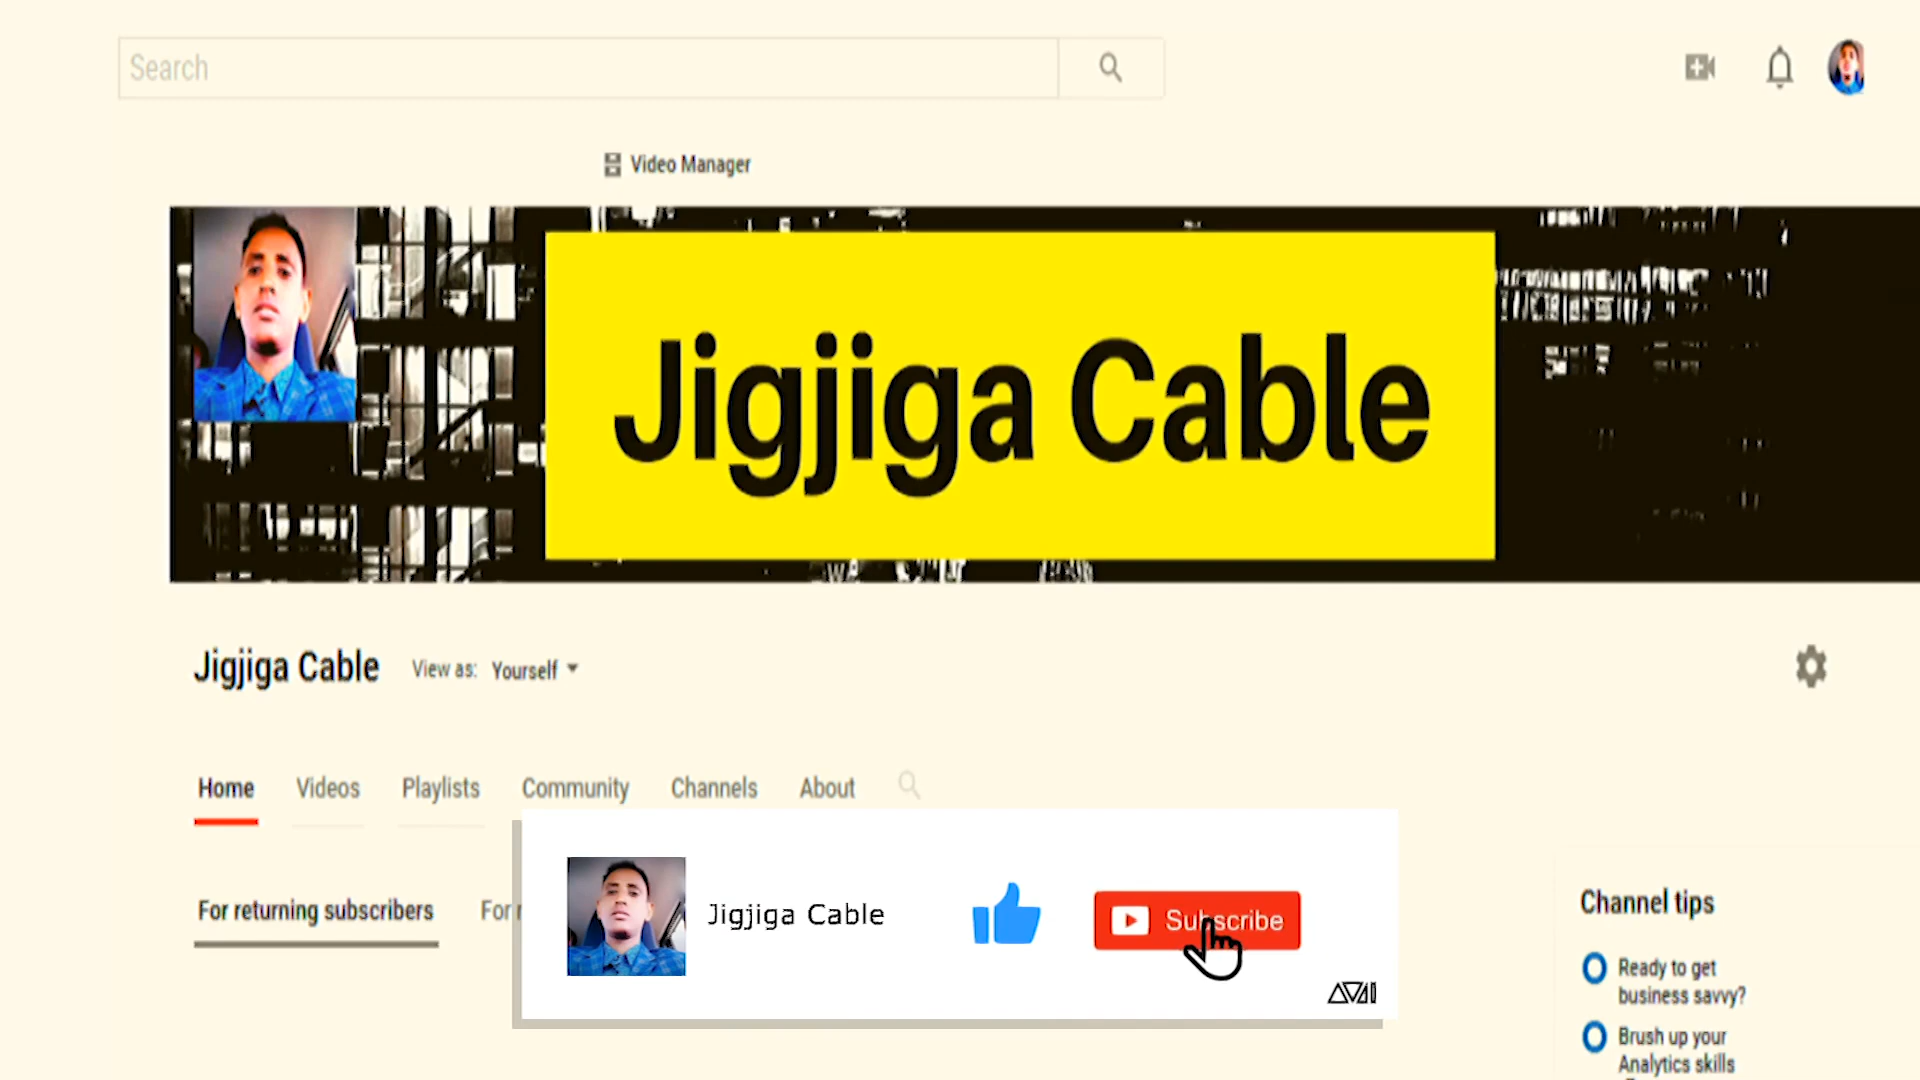 Search
Video Manager
Jigjiga Cable
Jigjiga Cable View as: Yourself
Home Videos Playlists Community Channels About
For returning subscribers For
Jigjiga Cable
Subscribe
Channel tips
Ready to get
business savvy?
Brush up your
Analytics skills